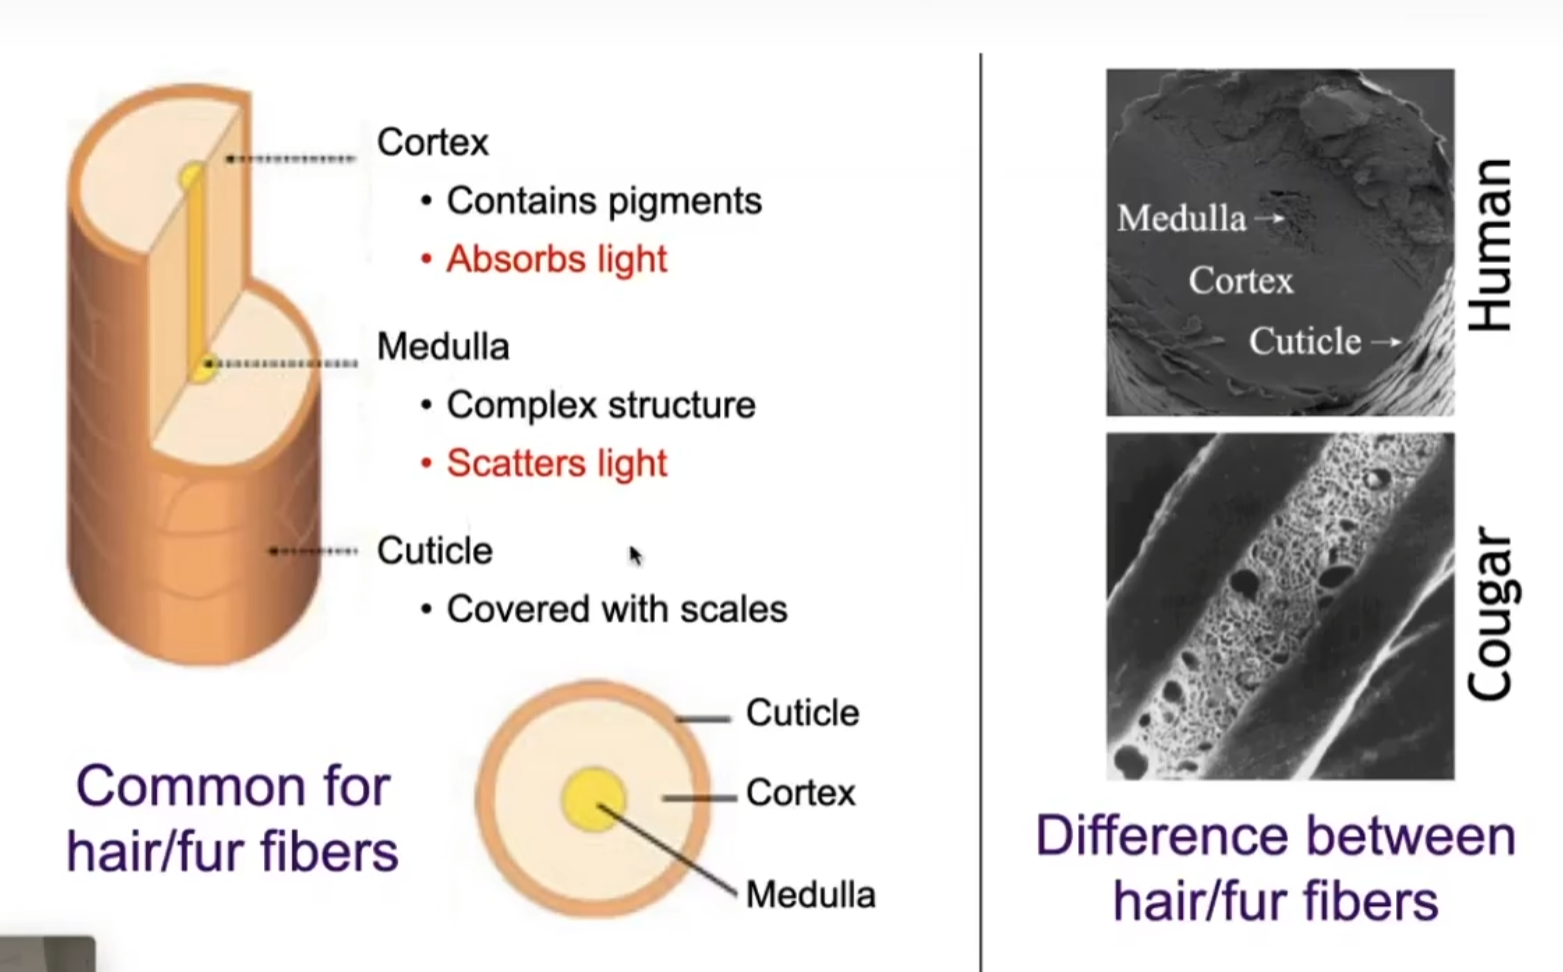 Cortex
• Contains pigments
• Absorbs light
Medulla
• Complex structure
• Scatters light
Cuticle
• Covered with scales
Cuticle
Cortex
Medulla
Common for
hair/fur fibers
Medulla
Cortex
Cuticle
Human
Cougar
Difference between
hair/fur fibers